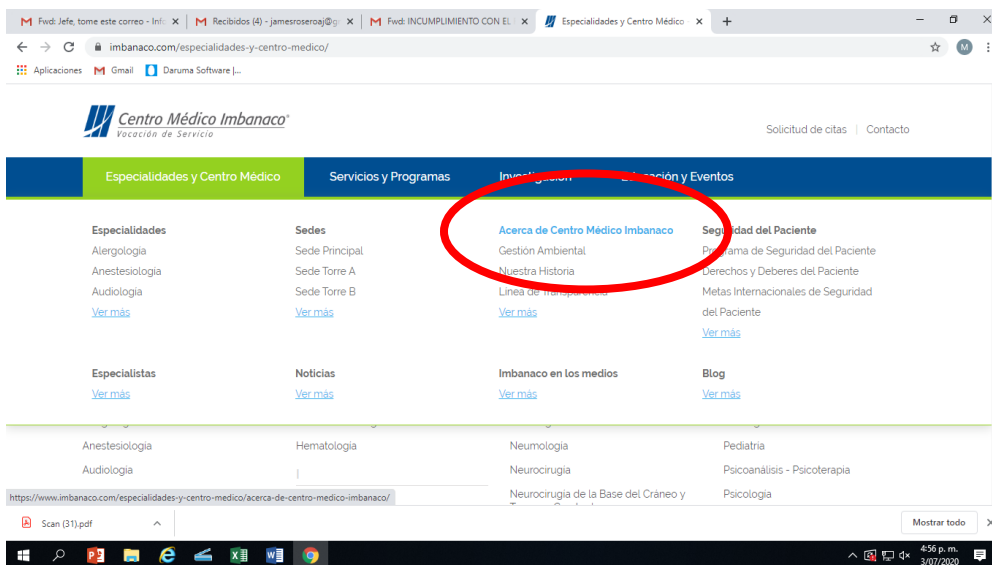 Fwd: Jefe, tome este correo - Info
Recibidos (4) - jamesroseroaj@g
Fwd: INCUMPLIMIENTO CON EL
Especialidades y Centro Médico
imbanaco.com/especialidades-y-centro-medico/
M
Aplicaciones
Gmail
Daruma Software |...
Centro Médico Imbanaco®
Vocación de Servicio
Solicitud de citas | Contacto
Especialidades y Centro Médico
Servicios y Programas
Investigación
Educación y Eventos
Especialidades
Alergología
Anestesiología
Audiología
Ver más
Sedes
Sede Principal
Sede Torre A
Sede Torre B
Ver más
Acerca de Centro Médico Imbanaco
Gestión Ambiental
Nuestra Historia
Línea de Transparencia
Ver más
Seguridad del Paciente
Programa de Seguridad del Paciente
Derechos y Deberes del Paciente
Metas Internacionales de Seguridad
del Paciente
Ver más
Especialistas
Ver más
Noticias
Ver más
Imbanaco en los medios
Ver más
Blog
Ver más
Anestesiología
Hematología
Neumología
Pediatría
Audiología
Neurocirugía
Psicoanálisis - Psicoterapia
Neurocirugía de la Base del Cráneo y
Psicología
https://www.imbanaco.com/especialidades-y-centro-medico/acerca-de-centro-medico-imbanaco/
Scan (31).pdf
Mostrar todo
4:56 p. m.
3/07/2020